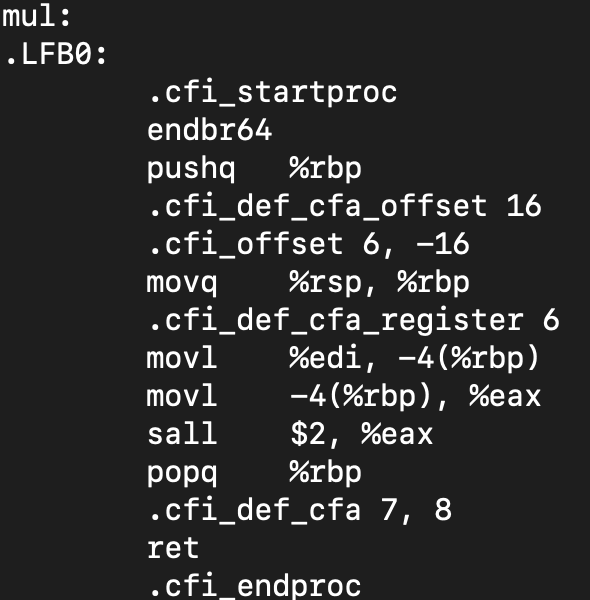 mul:
.LFB0:
.cfi_startproc
endbr64
pushq %rbp
.cfi_def_cfa_offset 16
.cfi_offset 6, -16
movq %rsp, %rbp
.cfi_def_cfa_register 6
movl %edi, -4(%rbp)
movl -4(%rbp), %eax
sall $2, %eax
popq %rbp
.cfi_def_cfa 7, 8
ret
.cfi_endproc